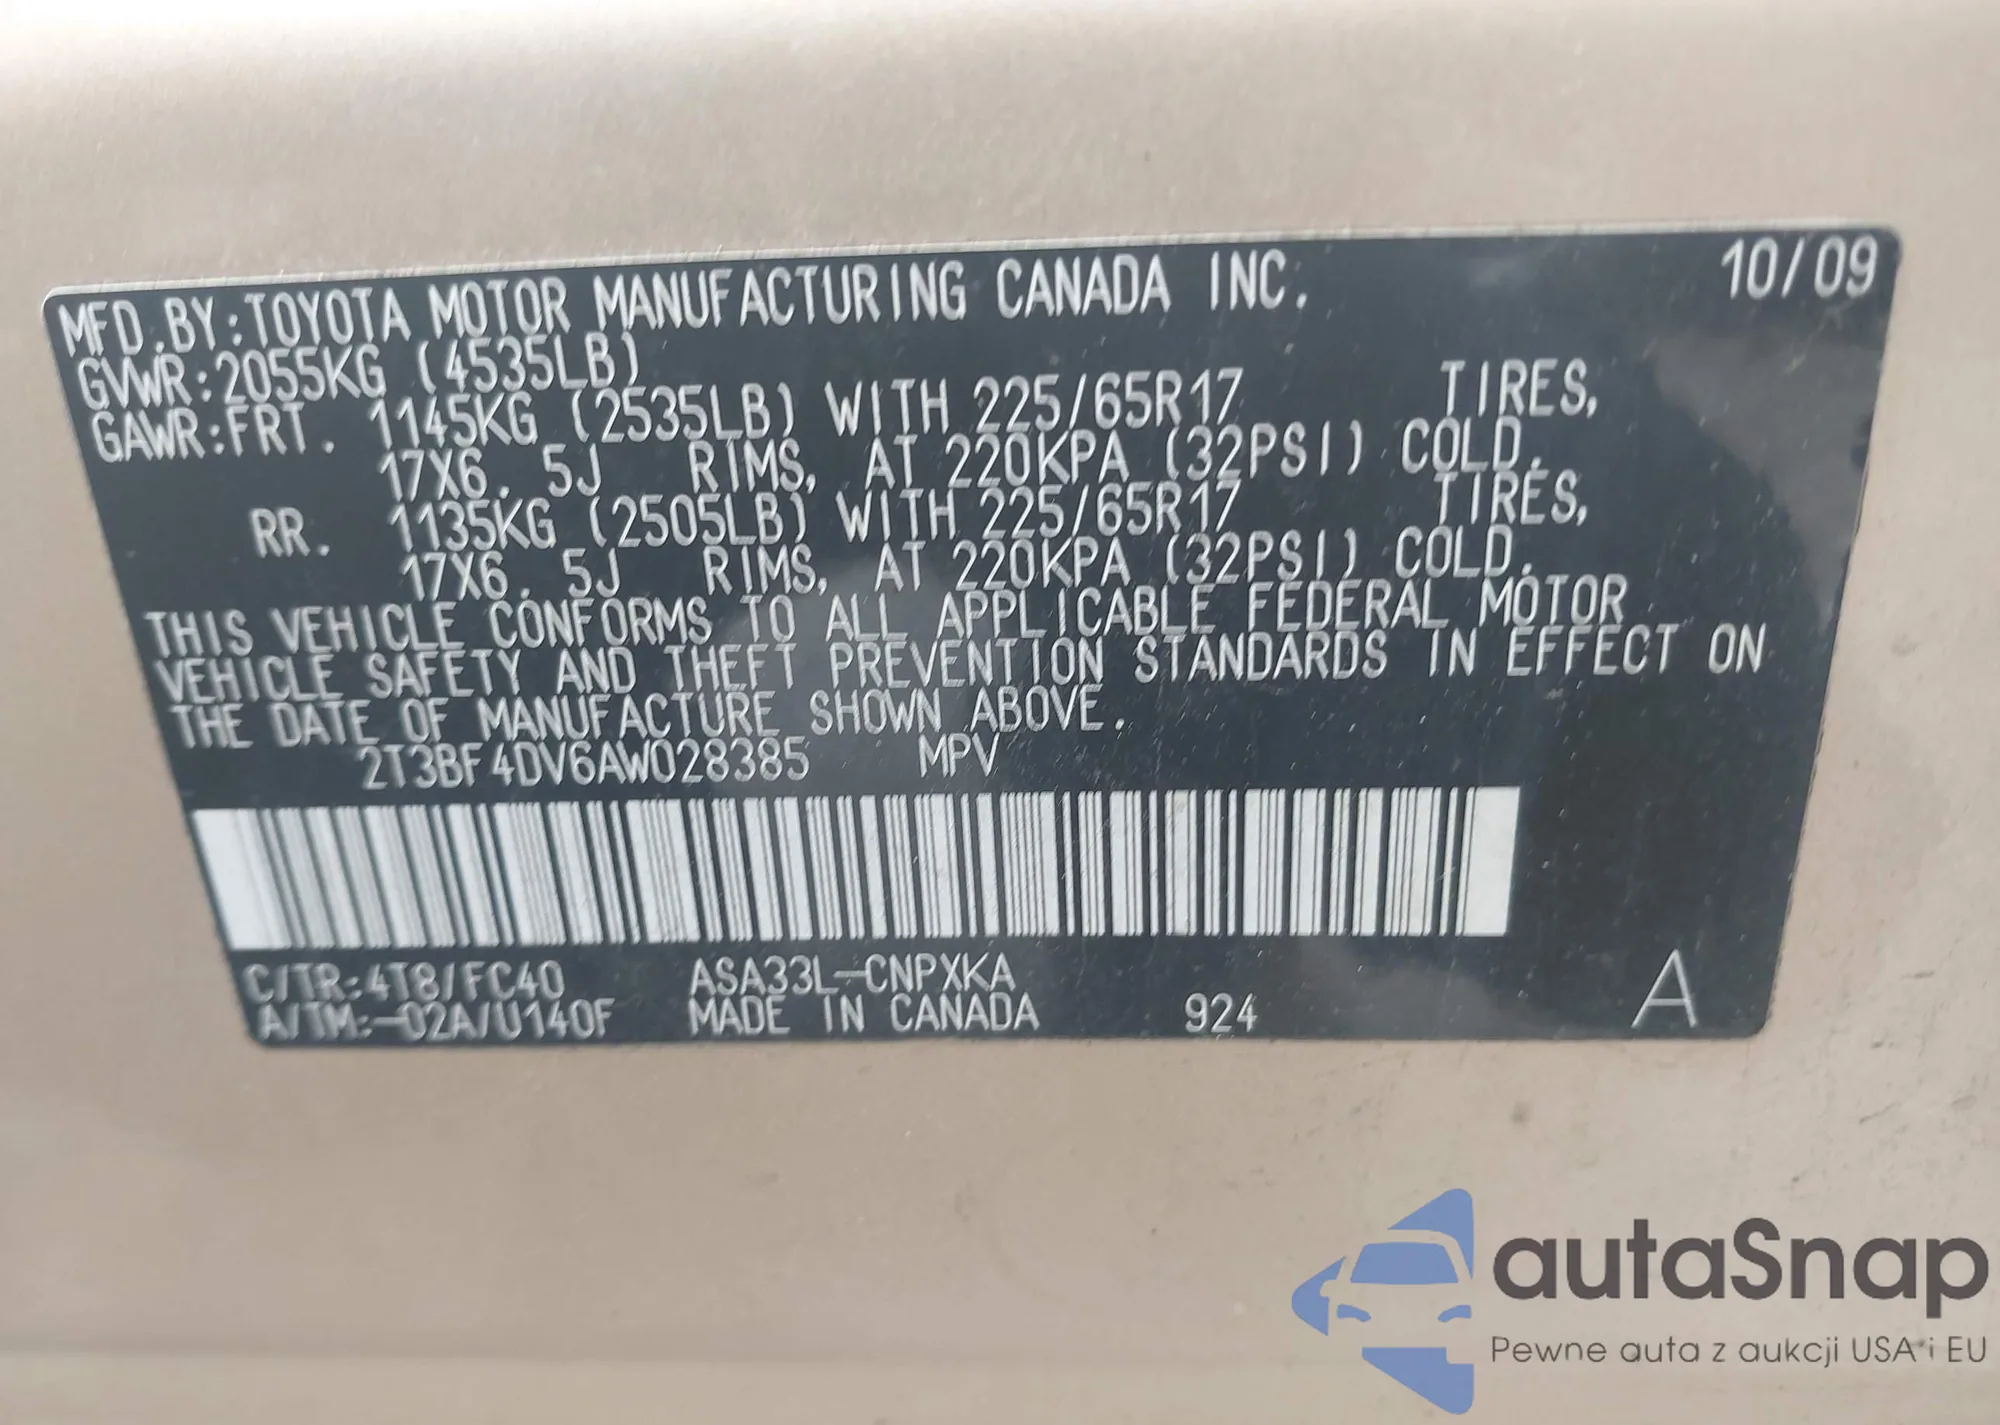 MFD.BY:TOYOTA MOTOR MANUFACTURING CANADA INC. 10/09
GVWR:2055KG (4535LB)
GAWR:FRT. 1145KG (2535LB) WITH 225/65R17 TIRES,
17X6.5J RIMS, AT 220KPA (32PSI) COLD.
RR. 1135KG (2505LB) WITH 225/65R17 TIRES,
17X6.5J RIMS, AT 220KPA (32PSI) COLD.
THIS VEHICLE CONFORMS TO ALL APPLICABLE FEDERAL MOTOR
VEHICLE SAFETY AND THEFT PREVENTION STANDARDS IN EFFECT ON
THE DATE OF MANUFACTURE SHOWN ABOVE.
2T3BF4DV6AW028385 MPV
C/TR:4T8/FC40 ASA33L-CNPXKA
A/TM:-02A/U140F MADE IN CANADA 924 A
autaSnap
Pewne auta z aukcji USA i EU